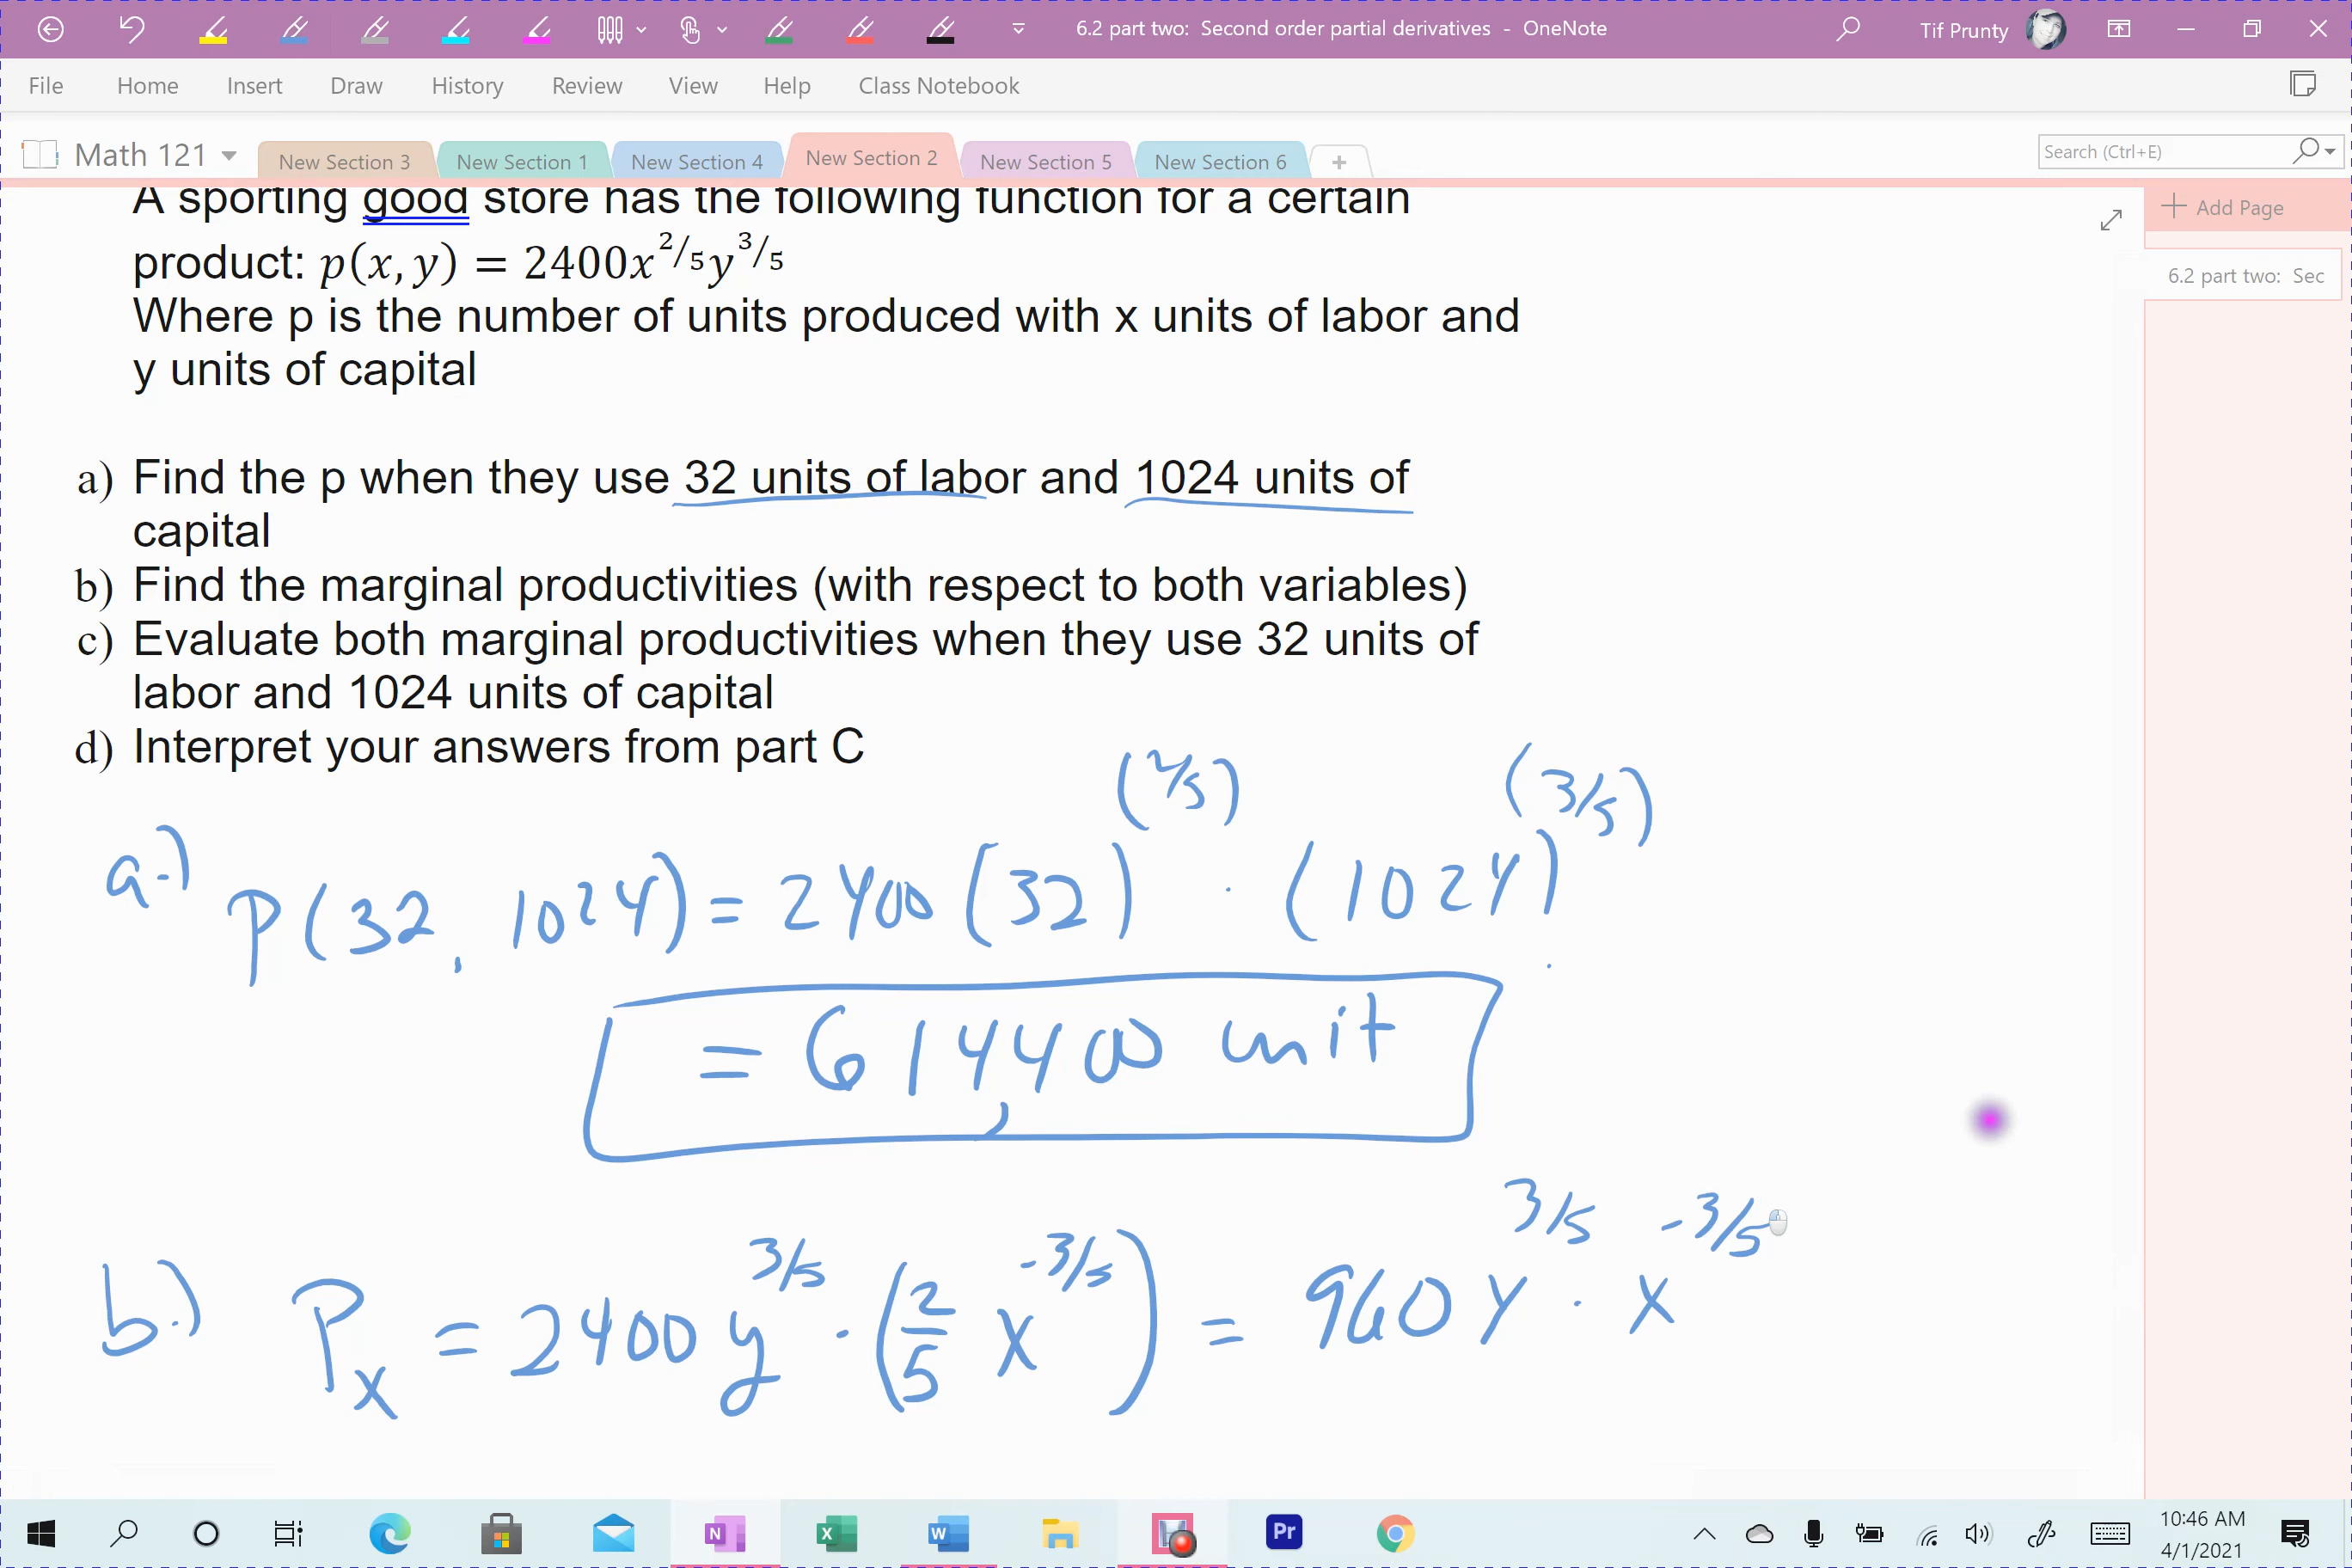 6.2 part two: Second order partial derivatives - OneNote
Tif Prunty
File Home Insert Draw History Review View Help Class Notebook
Math 121 New Section 3 New Section 1 New Section 4 New Section 2 New Section 5 New Section 6 +
Search (Ctrl+E)
Add Page
6.2 part two: Sec
A sporting good store has the following function for a certain
product: p(x, y) = 2400x^2/5 y^3/5
Where p is the number of units produced with x units of labor and
y units of capital
a) Find the p when they use 32 units of labor and 1024 units of
capital
b) Find the marginal productivities (with respect to both variables)
c) Evaluate both marginal productivities when they use 32 units of
labor and 1024 units of capital
d) Interpret your answers from part C
a.) P(32, 1024) = 2400 (32)^(2/5) · (1024)^(3/5)
= 614,400 unit
b.) P_x = 2400 y^3/5 · (2/5 x^-3/5) = 960 y^3/5 · x^-3/5
N
X
W
Pr
10:46 AM
4/1/2021